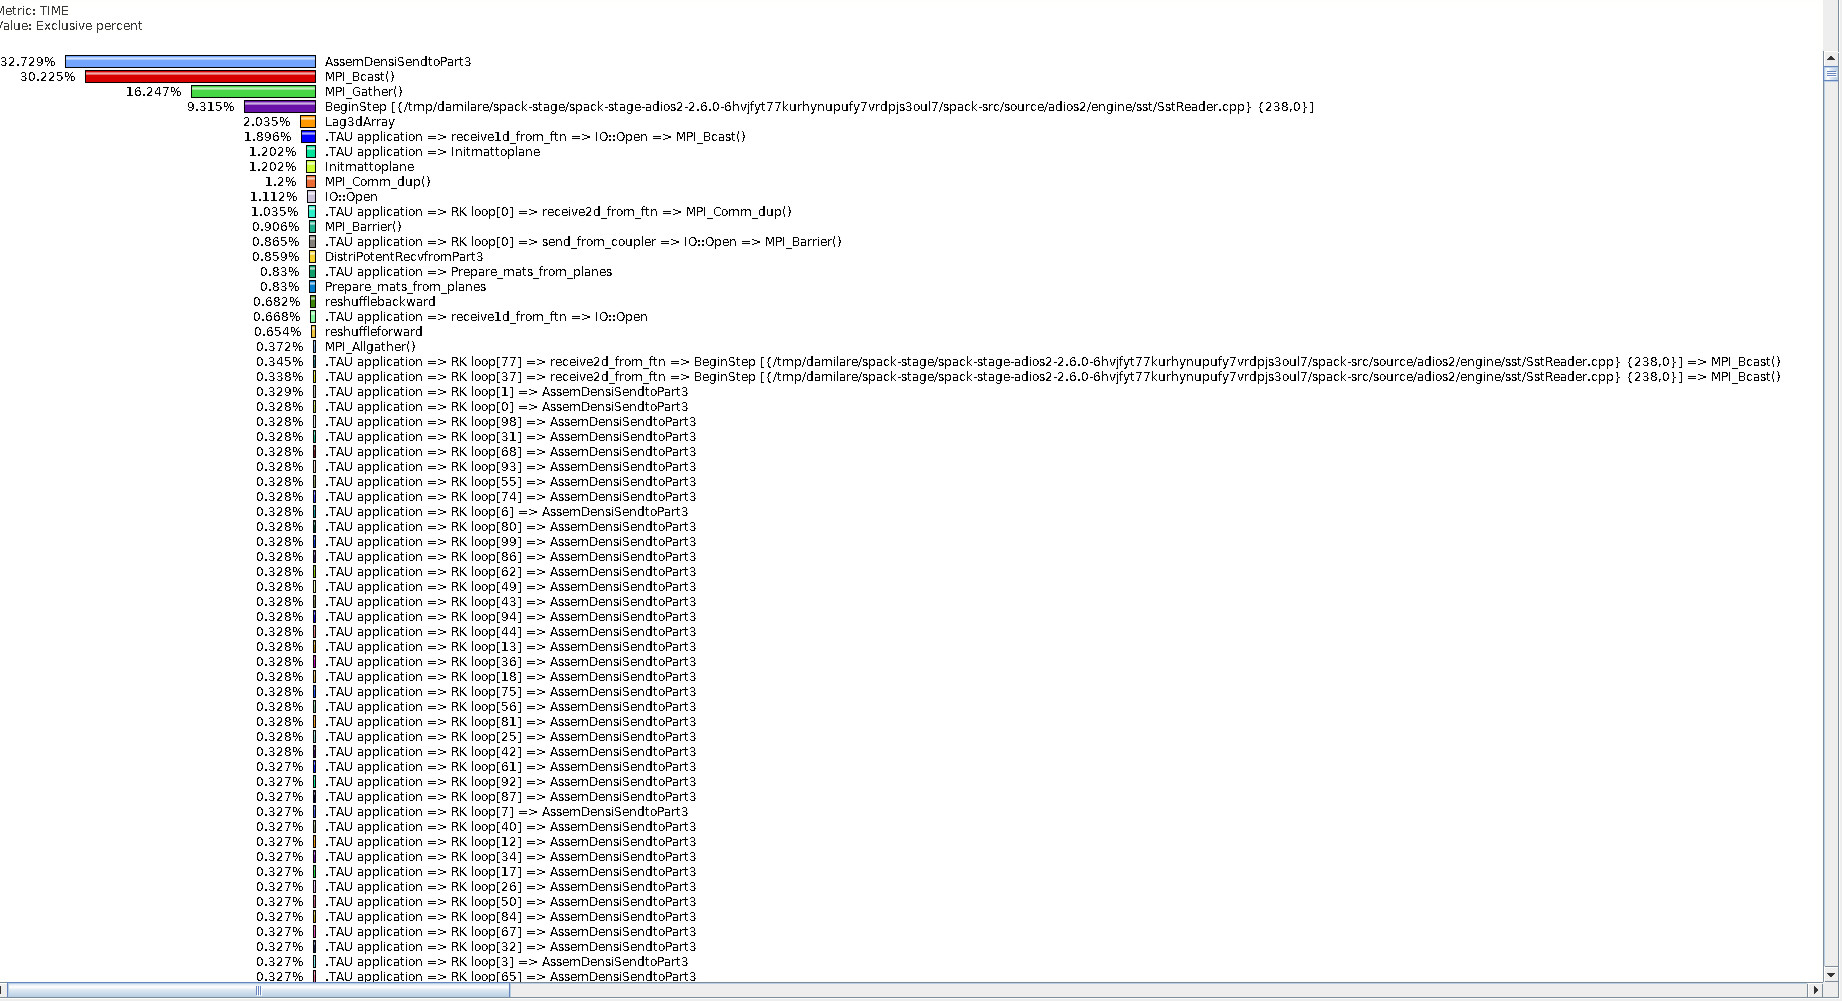 Metric: TIME
Value: Exclusive percent
32.729% AssemDensiSendtoPart3
30.225% MPI_Bcast()
16.247% MPI_Gather()
9.315% BeginStep [{/tmp/damilare/spack-stage/spack-stage-adios2-2.6.0-6hvjfyt77kurhynupufy7vrdpjs3oul7/spack-src/source/adios2/engine/sst/SstReader.cpp} {238,0}]
2.035% Lag3dArray
1.896% .TAU application => receive1d_from_ftn => IO::Open => MPI_Bcast()
1.202% .TAU application => Initmattoplane
1.202% Initmattoplane
1.2% MPI_Comm_dup()
1.112% IO::Open
1.035% .TAU application => RK loop[0] => receive2d_from_ftn => MPI_Comm_dup()
0.906% MPI_Barrier()
0.865% .TAU application => RK loop[0] => send_from_coupler => IO::Open => MPI_Barrier()
0.859% DistriPotentRecvfromPart3
0.83% .TAU application => Prepare_mats_from_planes
0.83% Prepare_mats_from_planes
0.682% reshufflebackward
0.668% .TAU application => receive1d_from_ftn => IO::Open
0.654% reshuffleforward
0.372% MPI_Allgather()
0.345% .TAU application => RK loop[77] => receive2d_from_ftn => BeginStep [{/tmp/damilare/spack-stage/spack-stage-adios2-2.6.0-6hvjfyt77kurhynupufy7vrdpjs3oul7/spack-src/source/adios2/engine/sst/SstReader.cpp} {238,0}] => MPI_Bcast()
0.338% .TAU application => RK loop[37] => receive2d_from_ftn => BeginStep [{/tmp/damilare/spack-stage/spack-stage-adios2-2.6.0-6hvjfyt77kurhynupufy7vrdpjs3oul7/spack-src/source/adios2/engine/sst/SstReader.cpp} {238,0}] => MPI_Bcast()
0.329% .TAU application => RK loop[1] => AssemDensiSendtoPart3
0.328% .TAU application => RK loop[0] => AssemDensiSendtoPart3
0.328% .TAU application => RK loop[98] => AssemDensiSendtoPart3
0.328% .TAU application => RK loop[31] => AssemDensiSendtoPart3
0.328% .TAU application => RK loop[68] => AssemDensiSendtoPart3
0.328% .TAU application => RK loop[93] => AssemDensiSendtoPart3
0.328% .TAU application => RK loop[55] => AssemDensiSendtoPart3
0.328% .TAU application => RK loop[74] => AssemDensiSendtoPart3
0.328% .TAU application => RK loop[6] => AssemDensiSendtoPart3
0.328% .TAU application => RK loop[80] => AssemDensiSendtoPart3
0.328% .TAU application => RK loop[99] => AssemDensiSendtoPart3
0.328% .TAU application => RK loop[86] => AssemDensiSendtoPart3
0.328% .TAU application => RK loop[62] => AssemDensiSendtoPart3
0.328% .TAU application => RK loop[49] => AssemDensiSendtoPart3
0.328% .TAU application => RK loop[43] => AssemDensiSendtoPart3
0.328% .TAU application => RK loop[94] => AssemDensiSendtoPart3
0.328% .TAU application => RK loop[44] => AssemDensiSendtoPart3
0.328% .TAU application => RK loop[13] => AssemDensiSendtoPart3
0.328% .TAU application => RK loop[36] => AssemDensiSendtoPart3
0.328% .TAU application => RK loop[18] => AssemDensiSendtoPart3
0.328% .TAU application => RK loop[75] => AssemDensiSendtoPart3
0.328% .TAU application => RK loop[56] => AssemDensiSendtoPart3
0.328% .TAU application => RK loop[81] => AssemDensiSendtoPart3
0.328% .TAU application => RK loop[25] => AssemDensiSendtoPart3
0.328% .TAU application => RK loop[42] => AssemDensiSendtoPart3
0.327% .TAU application => RK loop[61] => AssemDensiSendtoPart3
0.327% .TAU application => RK loop[92] => AssemDensiSendtoPart3
0.327% .TAU application => RK loop[87] => AssemDensiSendtoPart3
0.327% .TAU application => RK loop[7] => AssemDensiSendtoPart3
0.327% .TAU application => RK loop[40] => AssemDensiSendtoPart3
0.327% .TAU application => RK loop[12] => AssemDensiSendtoPart3
0.327% .TAU application => RK loop[34] => AssemDensiSendtoPart3
0.327% .TAU application => RK loop[17] => AssemDensiSendtoPart3
0.327% .TAU application => RK loop[26] => AssemDensiSendtoPart3
0.327% .TAU application => RK loop[50] => AssemDensiSendtoPart3
0.327% .TAU application => RK loop[84] => AssemDensiSendtoPart3
0.327% .TAU application => RK loop[67] => AssemDensiSendtoPart3
0.327% .TAU application => RK loop[32] => AssemDensiSendtoPart3
0.327% .TAU application => RK loop[3] => AssemDensiSendtoPart3
0.327% .TAU application => RK loop[65] => AssemDensiSendtoPart3